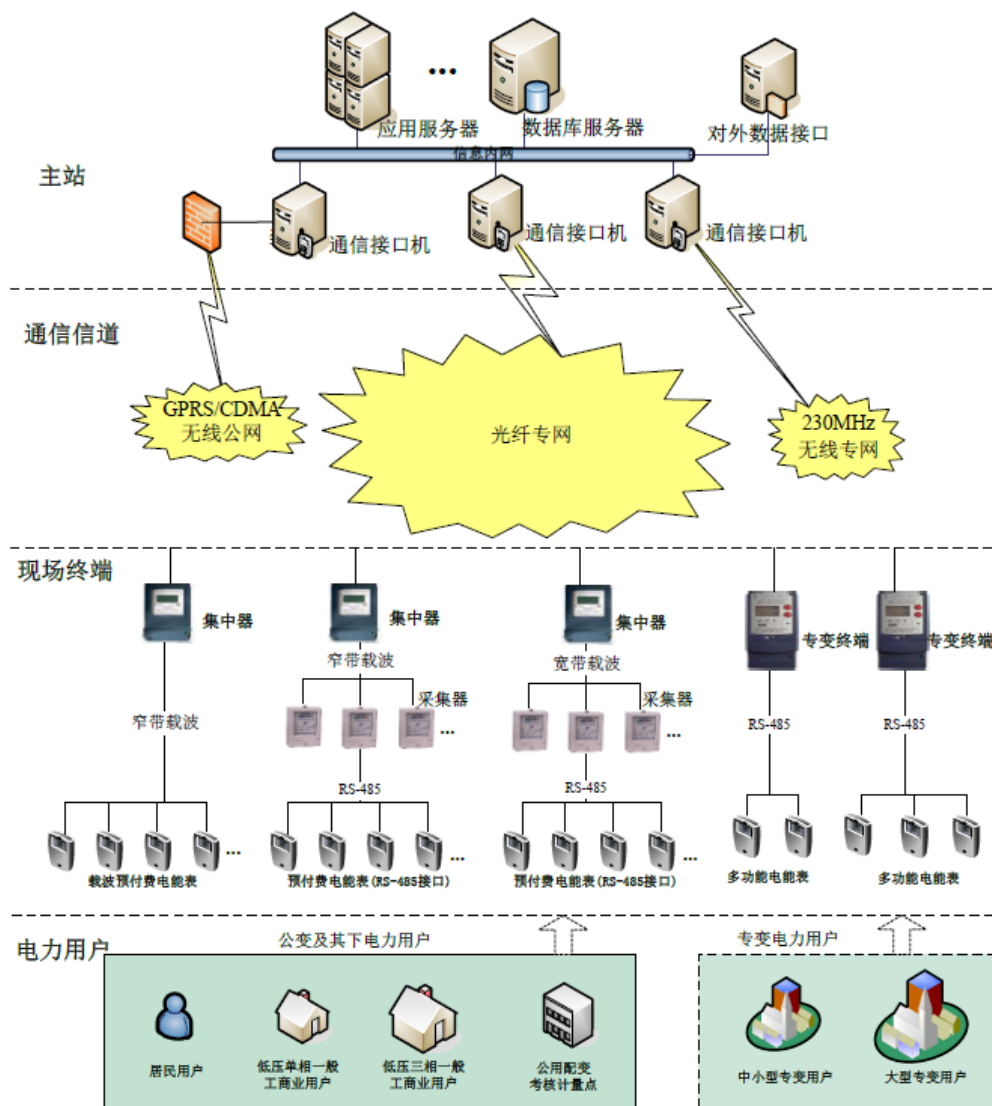 ...
应用服务器
数据库服务器
对外数据接口
信息内网
主站
通信接口机
通信接口机
通信接口机
通信信道
GPRS/CDMA
无线公网
光纤专网
230MHz
无线专网
现场终端
集中器
集中器
集中器
专变终端
专变终端
窄带载波
宽带载波
采集器
采集器
窄带载波
RS-485
RS-485
...
...
RS-485
RS-485
...
...
...
载波预付费电能表
预付费电能表(RS-485接口)
预付费电能表(RS-485接口)
多功能电能表
多功能电能表
电力用户
公变及其下电力用户
专变电力用户
居民用户
低压单相一般
工商业用户
低压三相一般
工商业用户
公用配变
考核计量点
中小型专变用户
大型专变用户